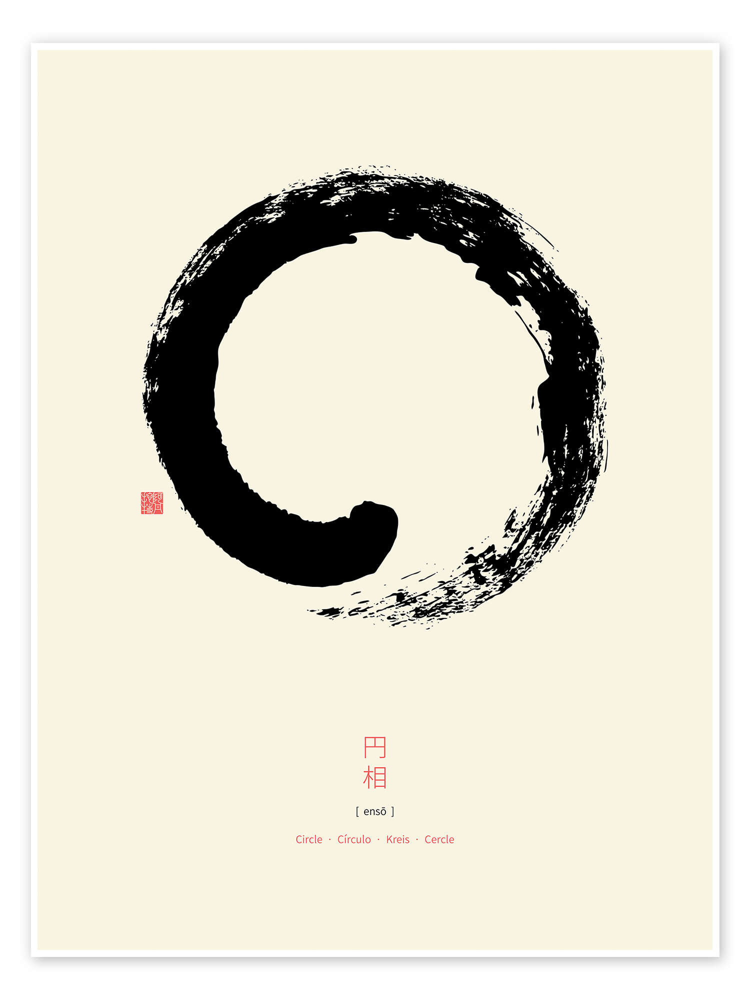 円
相
[ ensō ]
Circle · Círculo · Kreis · Cercle